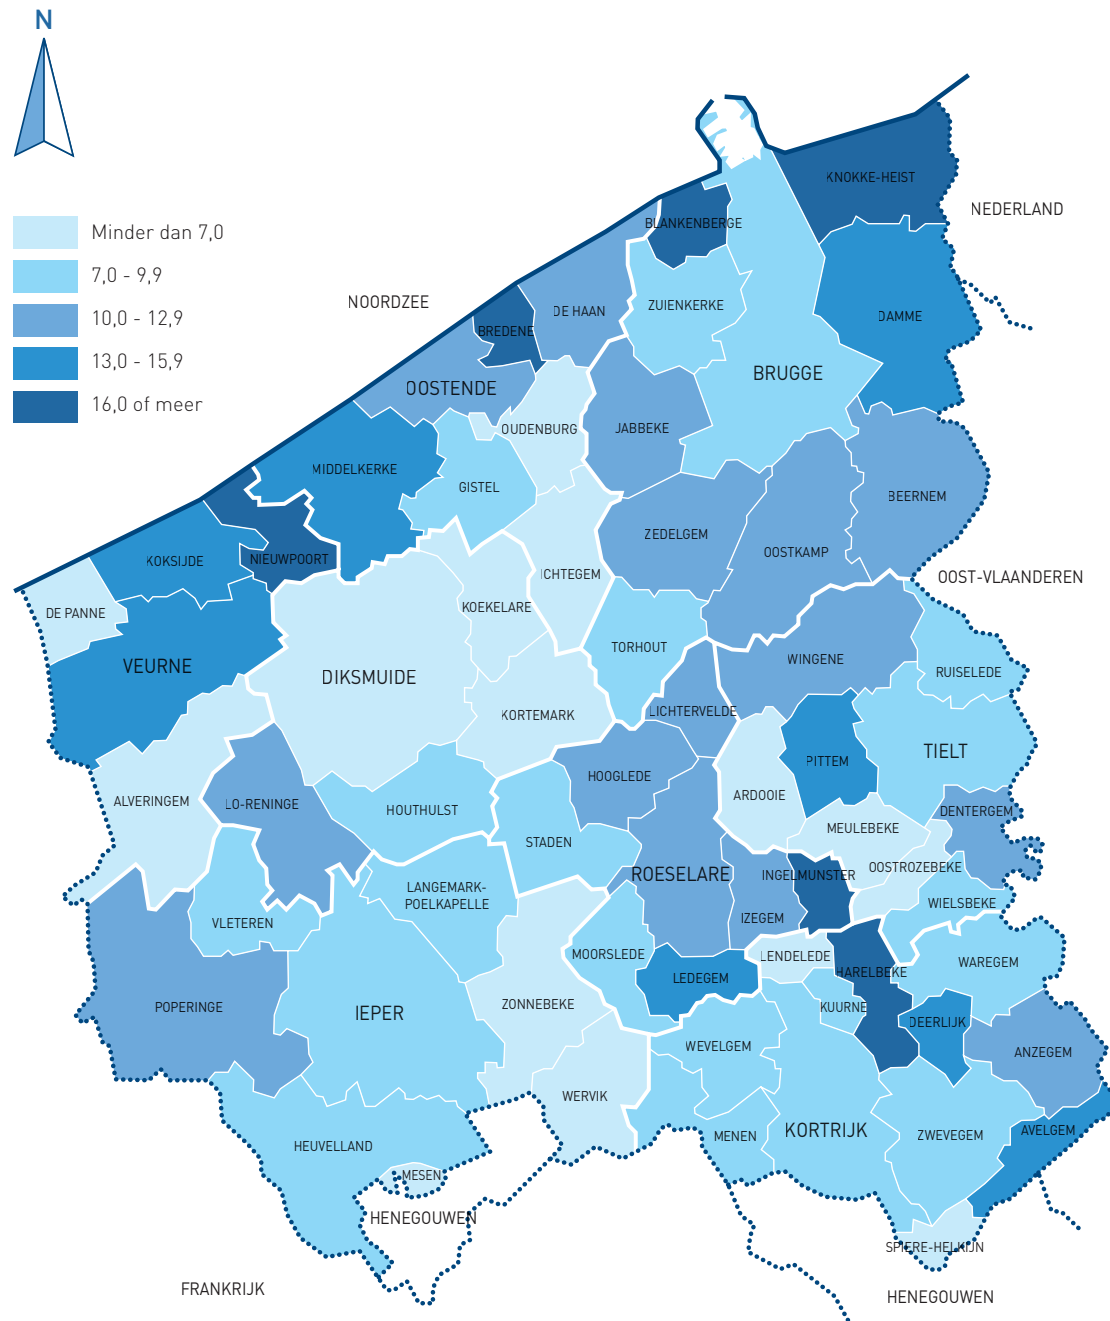 N
KNOKKE-HEIST
NEDERLAND
BLANKENBERGE
Minder dan 7,0
7,0 - 9,9
10,0 - 12,9
13,0 - 15,9
16,0 of meer
NOORDZEE
DE HAAN
ZUIENKERKE
DAMME
BREDENE
BRUGGE
OOSTENDE
OUDENBURG
JABBEKE
MIDDELKERKE
GISTEL
BEERNEM
ZEDELGEM
OOSTKAMP
KOKSIJDE
NIEUWPOORT
ICHTEGEM
OOST-VLAANDEREN
DE PANNE
KOEKELARE
TORHOUT
VEURNE
DIKSMUIDE
WINGENE
RUISELEDE
KORTEMARK
LICHTERVELDE
TIELT
PITTEM
HOOGLEDE
ARDOOIE
ALVERINGEM
LO-RENINGE
HOUTHULST
DENTERGEM
MEULEBEKE
STADEN
OOSTROZEBEKE
ROESELARE
INGELMUNSTER
LANGEMARK-
POELKAPELLE
WIELSBEKE
IZEGEM
VLETEREN
MOORSLEDE
LENDELEDE
WAREGEM
HARELBEKE
LEDEGEM
POPERINGE
IEPER
ZONNEBEKE
KUURNE
DEERLIJK
WEVELGEM
ANZEGEM
WERVIK
HEUVELLAND
MENEN
KORTRIJK
ZWEVEGEM
AVELGEM
MESEN
HENEGOUWEN
SPIERE-HELKIJN
FRANKRIJK
HENEGOUWEN